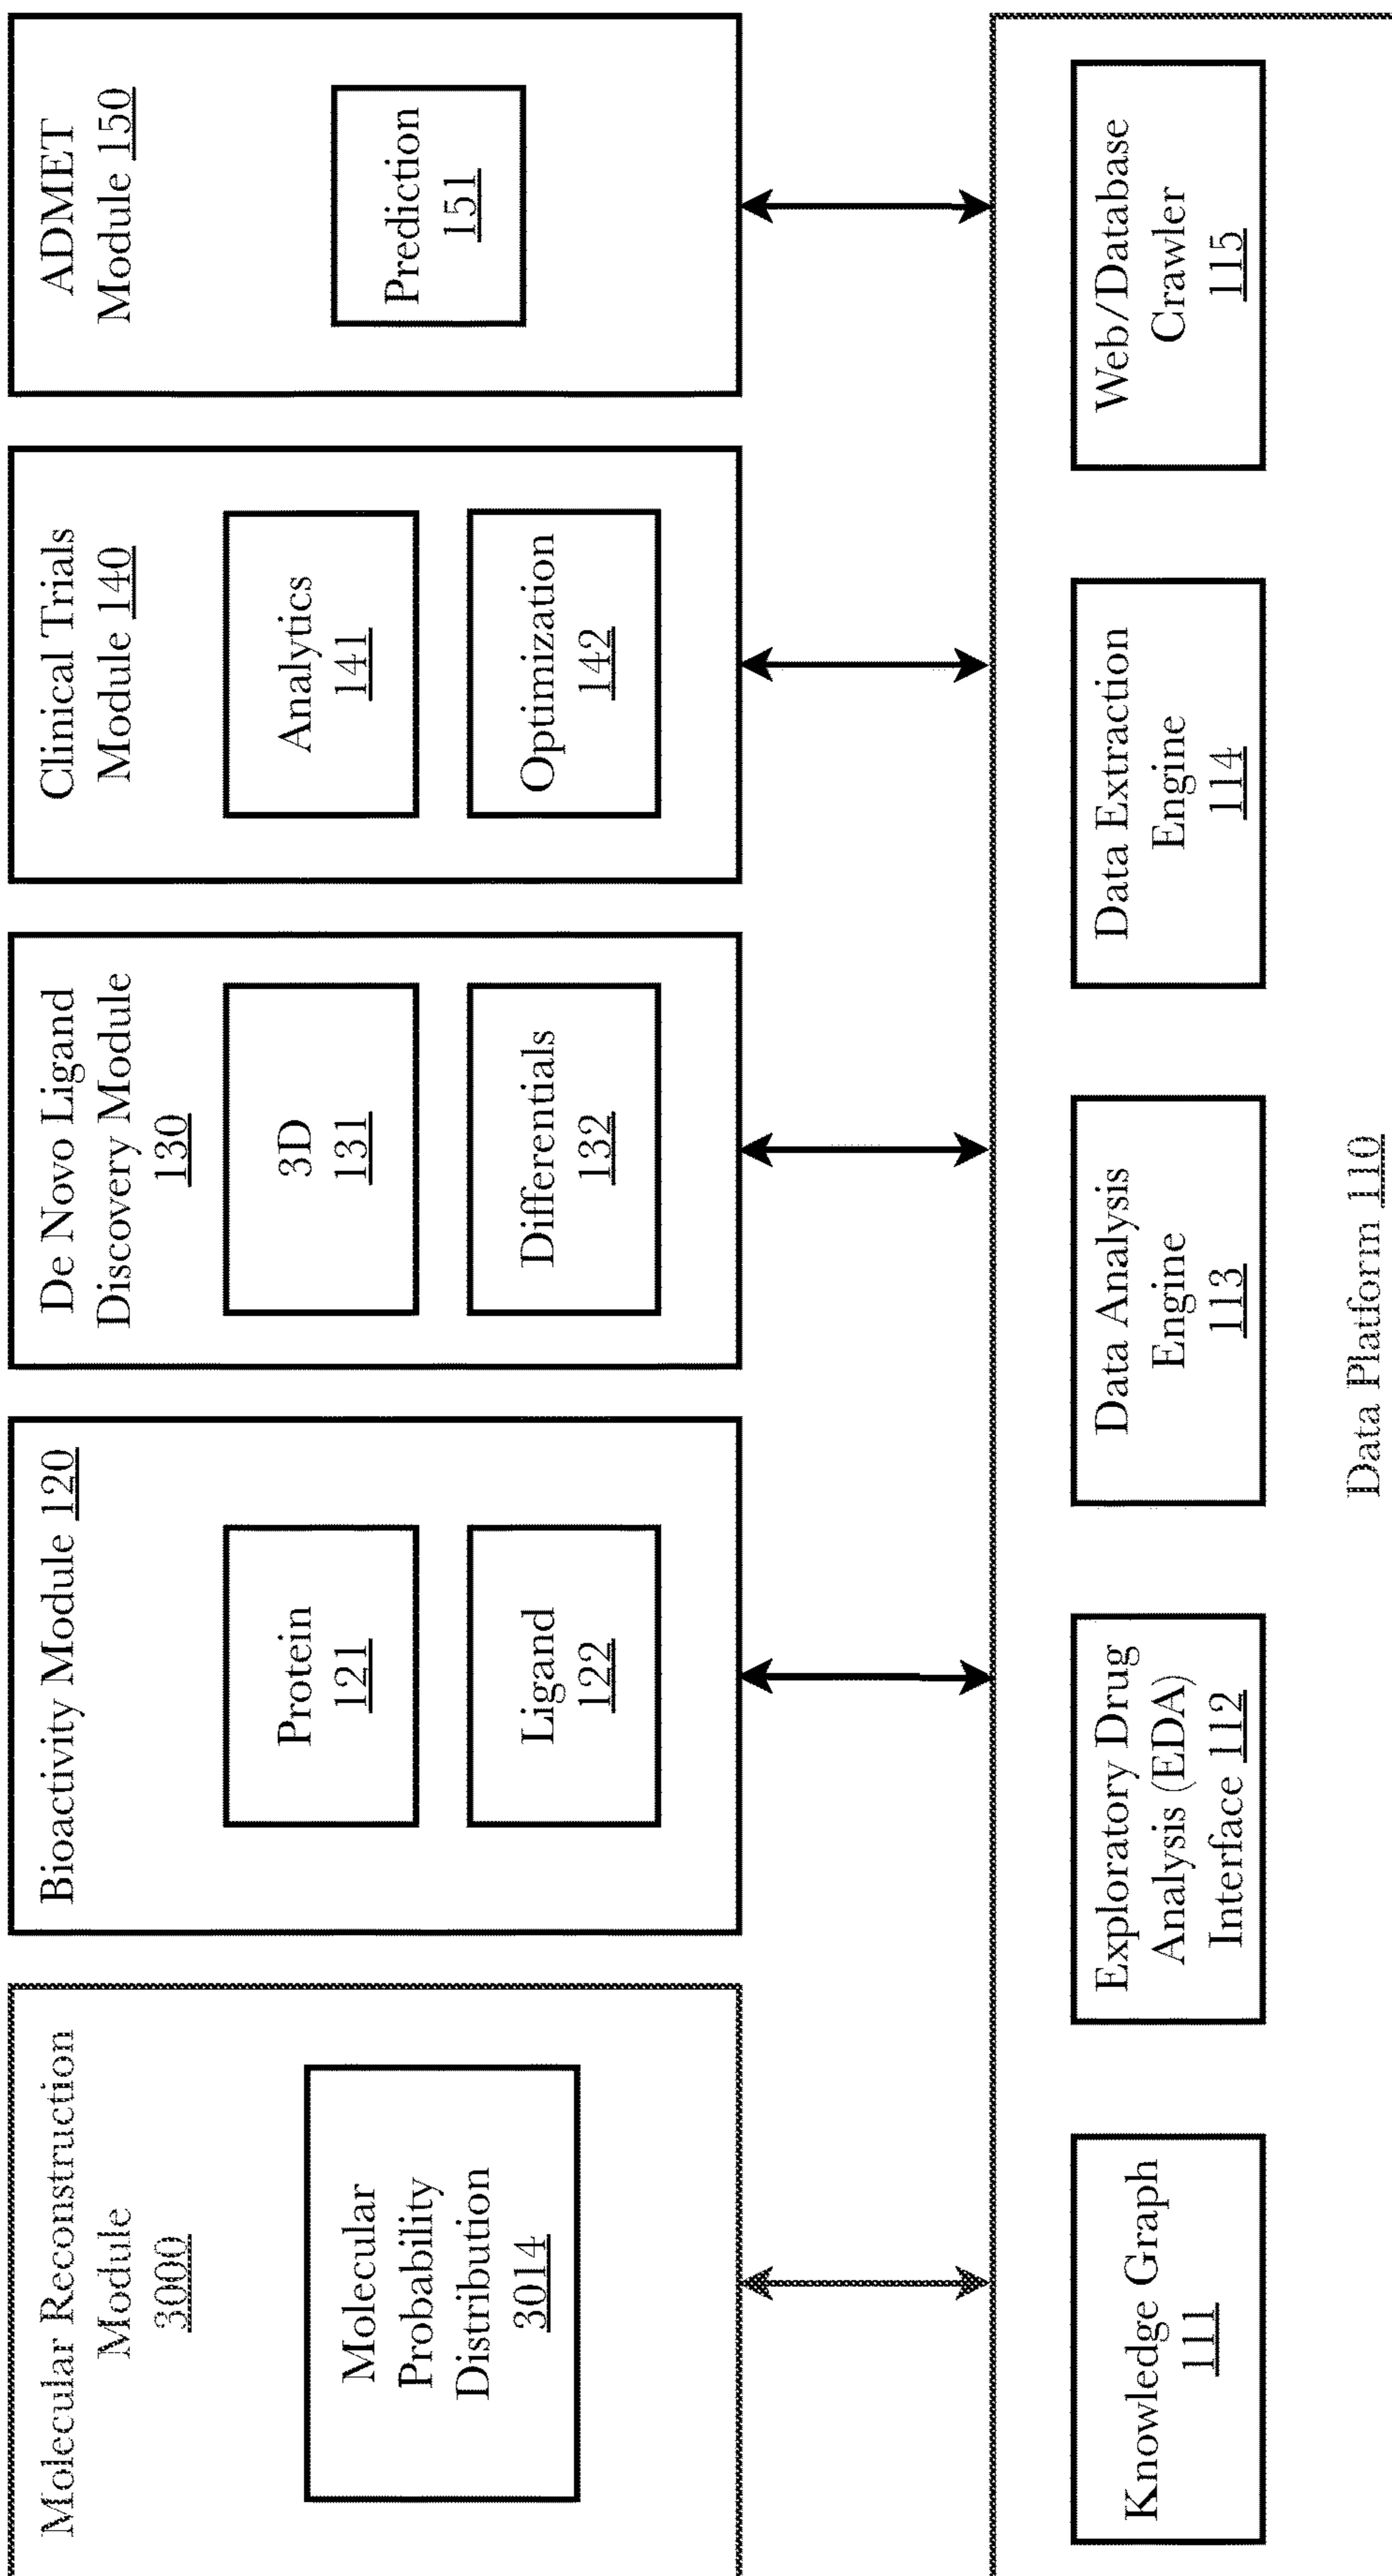 Molecular Reconstruction
Module
3000
Molecular
Probability
Distribution
3014
Bioactivity Module 120
Protein
121
Ligand
122
De Novo Ligand
Discovery Module
130
3D
131
Differentials
132
Clinical Trials
Module 140
Analytics
141
Optimization
142
ADMET
Module 150
Prediction
151
Knowledge Graph
111
Exploratory Drug
Analysis (EDA)
Interface 112
Data Analysis
Engine
113
Data Extraction
Engine
114
Web/Database
Crawler
115
Data Platform 110